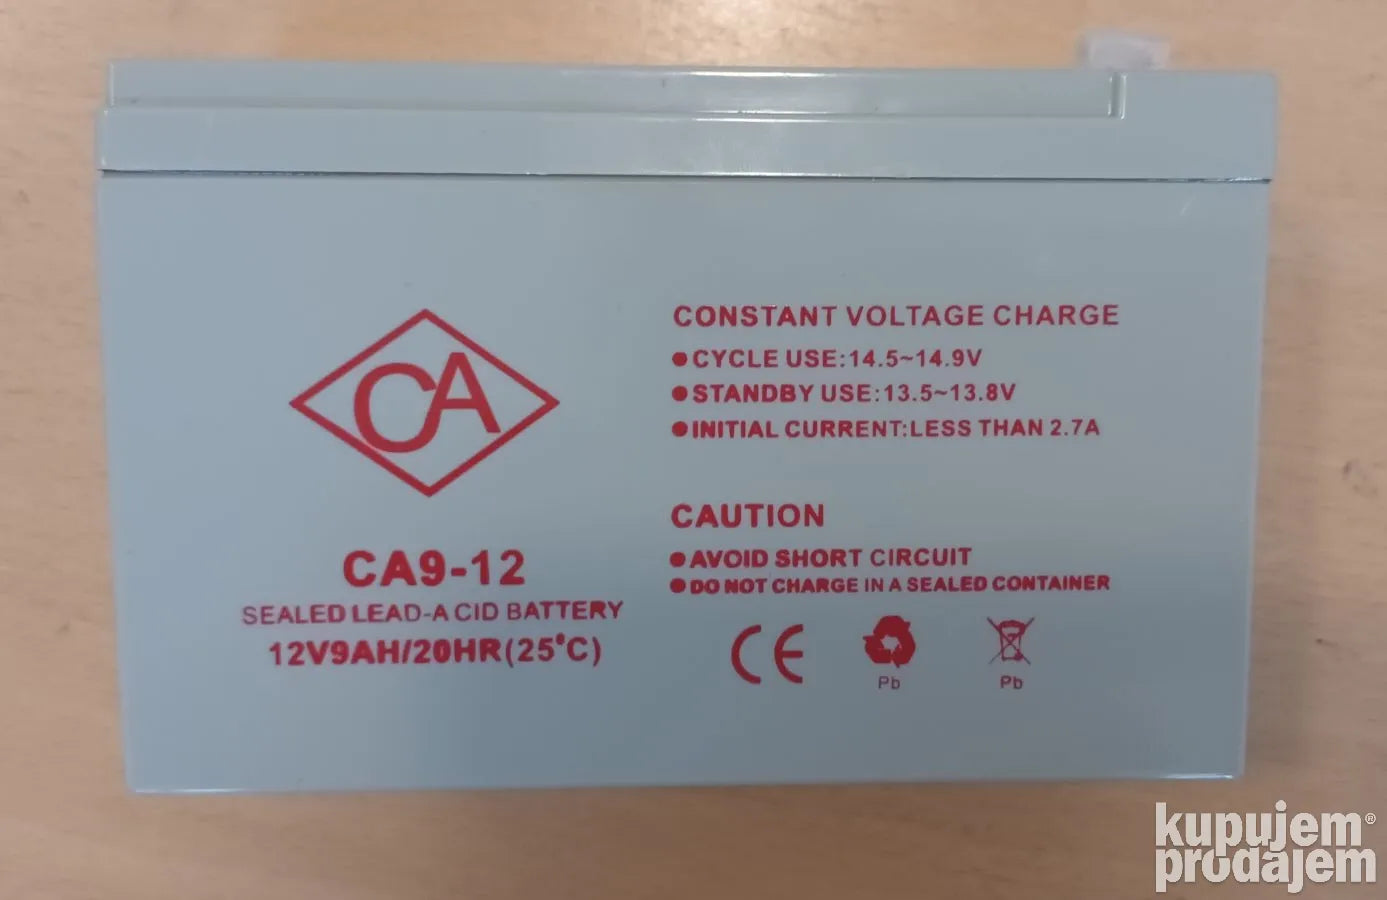 CA
CA9-12
SEALED LEAD-ACID BATTERY
12V9AH/20HR(25°C)
CONSTANT VOLTAGE CHARGE
●CYCLE USE:14.5~14.9V
●STANDBY USE:13.5~13.8V
●INITIAL CURRENT:LESS THAN 2.7A
CAUTION
●AVOID SHORT CIRCUIT
●DO NOT CHARGE IN A SEALED CONTAINER
CE
Pb
Pb
kupujem®
prodajem